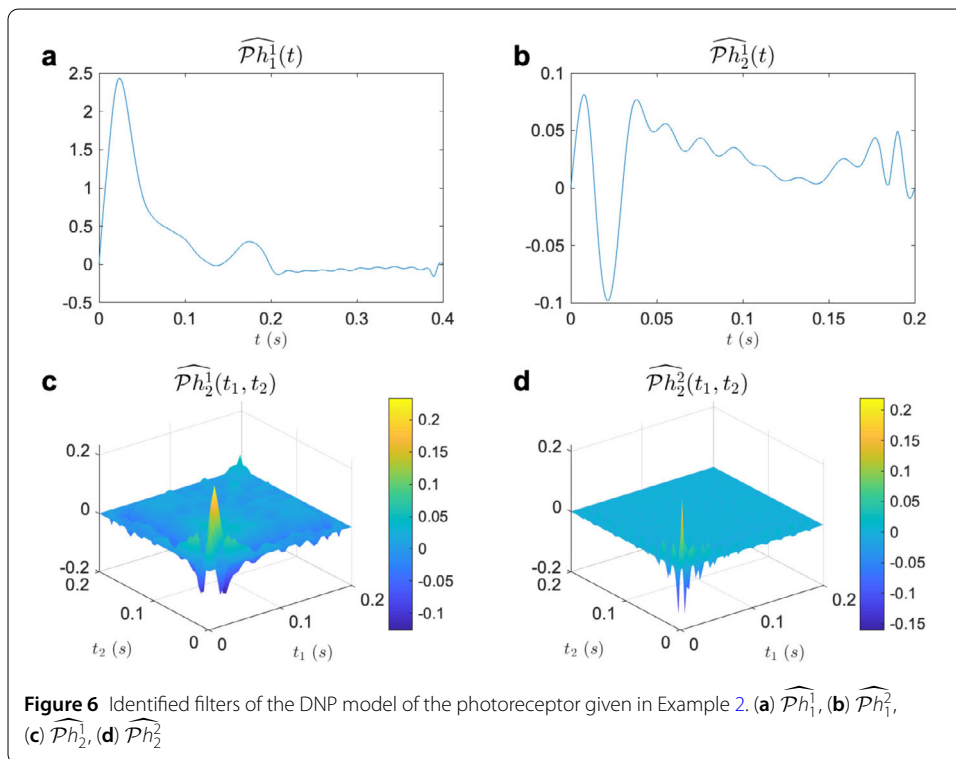 a
$\widehat{\mathcal{P}h_1^1}(t)$
2.5
2
1.5
1
0.5
0
-0.5
0 0.1 0.2 0.3 0.4
t (s)
b
$\widehat{\mathcal{P}h_2^1}(t)$
0.1
0.05
0
-0.05
-0.1
0 0.05 0.1 0.15 0.2
t (s)
c
$\widehat{\mathcal{P}h_2^1}(t_1, t_2)$
0.2
0
-0.2
0.2
0.1
0
t_2 (s)
0
0.1
0.2
t_1 (s)
0.2
0.15
0.1
0.05
0
-0.05
-0.1
d
$\widehat{\mathcal{P}h_2^2}(t_1, t_2)$
0.2
0
-0.2
0.2
0.1
0
t_2 (s)
0
0.1
0.2
t_1 (s)
0.2
0.15
0.1
0.05
0
-0.05
-0.1
-0.15
Figure 6 Identified filters of the DNP model of the photoreceptor given in Example 2. (a) $\widehat{\mathcal{P}h_1^1}$, (b) $\widehat{\mathcal{P}h_1^2}$,
(c) $\widehat{\mathcal{P}h_2^1}$, (d) $\widehat{\mathcal{P}h_2^2}$